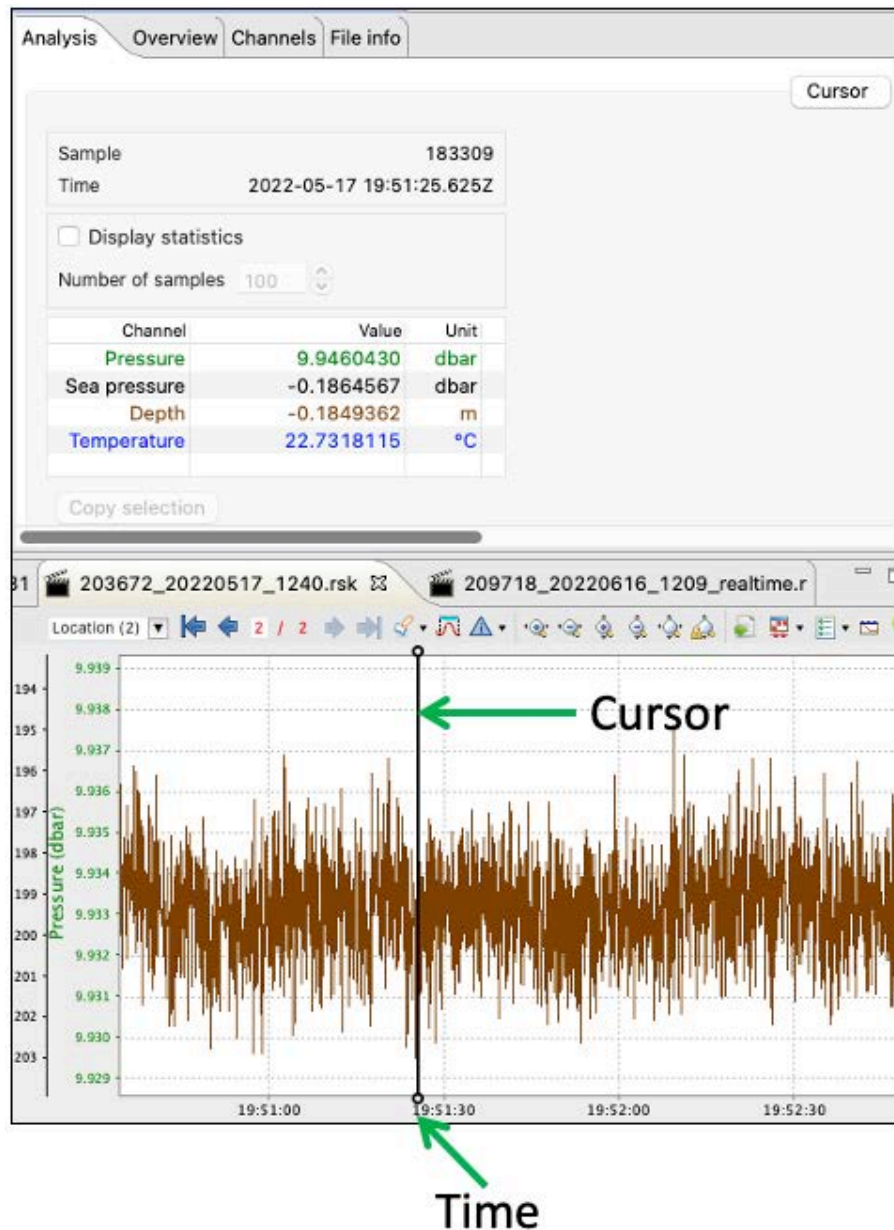 Analysis Overview Channels File info
Cursor
Sample 183309
Time 2022-05-17 19:51:25.625Z
Display statistics
Number of samples 100
Channel Value Unit
Pressure 9.9460430 dbar
Sea pressure -0.1864567 dbar
Depth -0.1849362 m
Temperature 22.7318115 °C
Copy selection
31 203672_20220517_1240.rsk 209718_20220616_1209_realtime.r
Location (2) 2 / 2
Cursor
194
195
196
197
198
199
200
201
202
203
Pressure (dbar)
9.939
9.938
9.937
9.936
9.935
9.934
9.933
9.932
9.931
9.930
9.929
19:51:00 19:51:30 19:52:00 19:52:30
Time